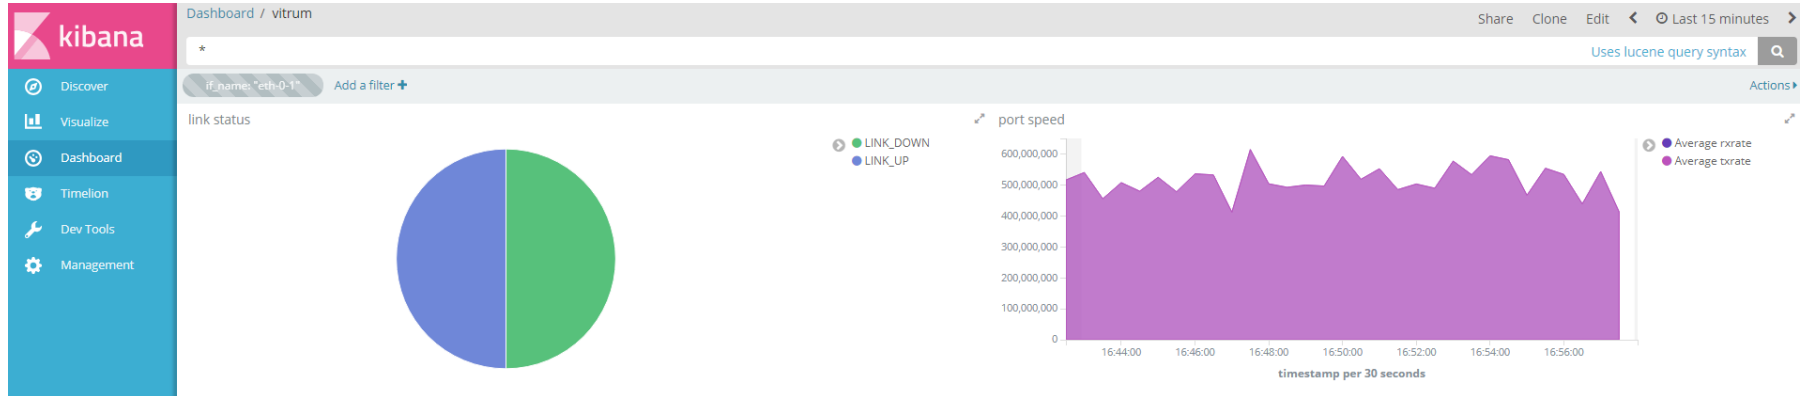 kibana
Discover
Visualize
Dashboard
Timelion
Dev Tools
Management
Dashboard / vitrum
Share Clone Edit Last 15 minutes
*
Uses lucene query syntax
if_name: "eth-0-1"
Add a filter +
Actions
link status
LINK_DOWN
LINK_UP
port speed
600,000,000
500,000,000
400,000,000
300,000,000
200,000,000
100,000,000
0
16:44:00 16:46:00 16:48:00 16:50:00 16:52:00 16:54:00 16:56:00
timestamp per 30 seconds
Average rxrate
Average txrate